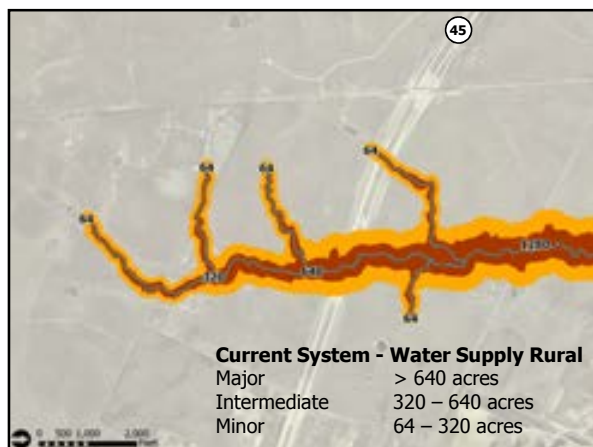 45
64
64
64
64
320
640
1280
64
Current System - Water Supply Rural
Major > 640 acres
Intermediate 320 – 640 acres
Minor 64 – 320 acres
0 500 1,000 2,000
Feet